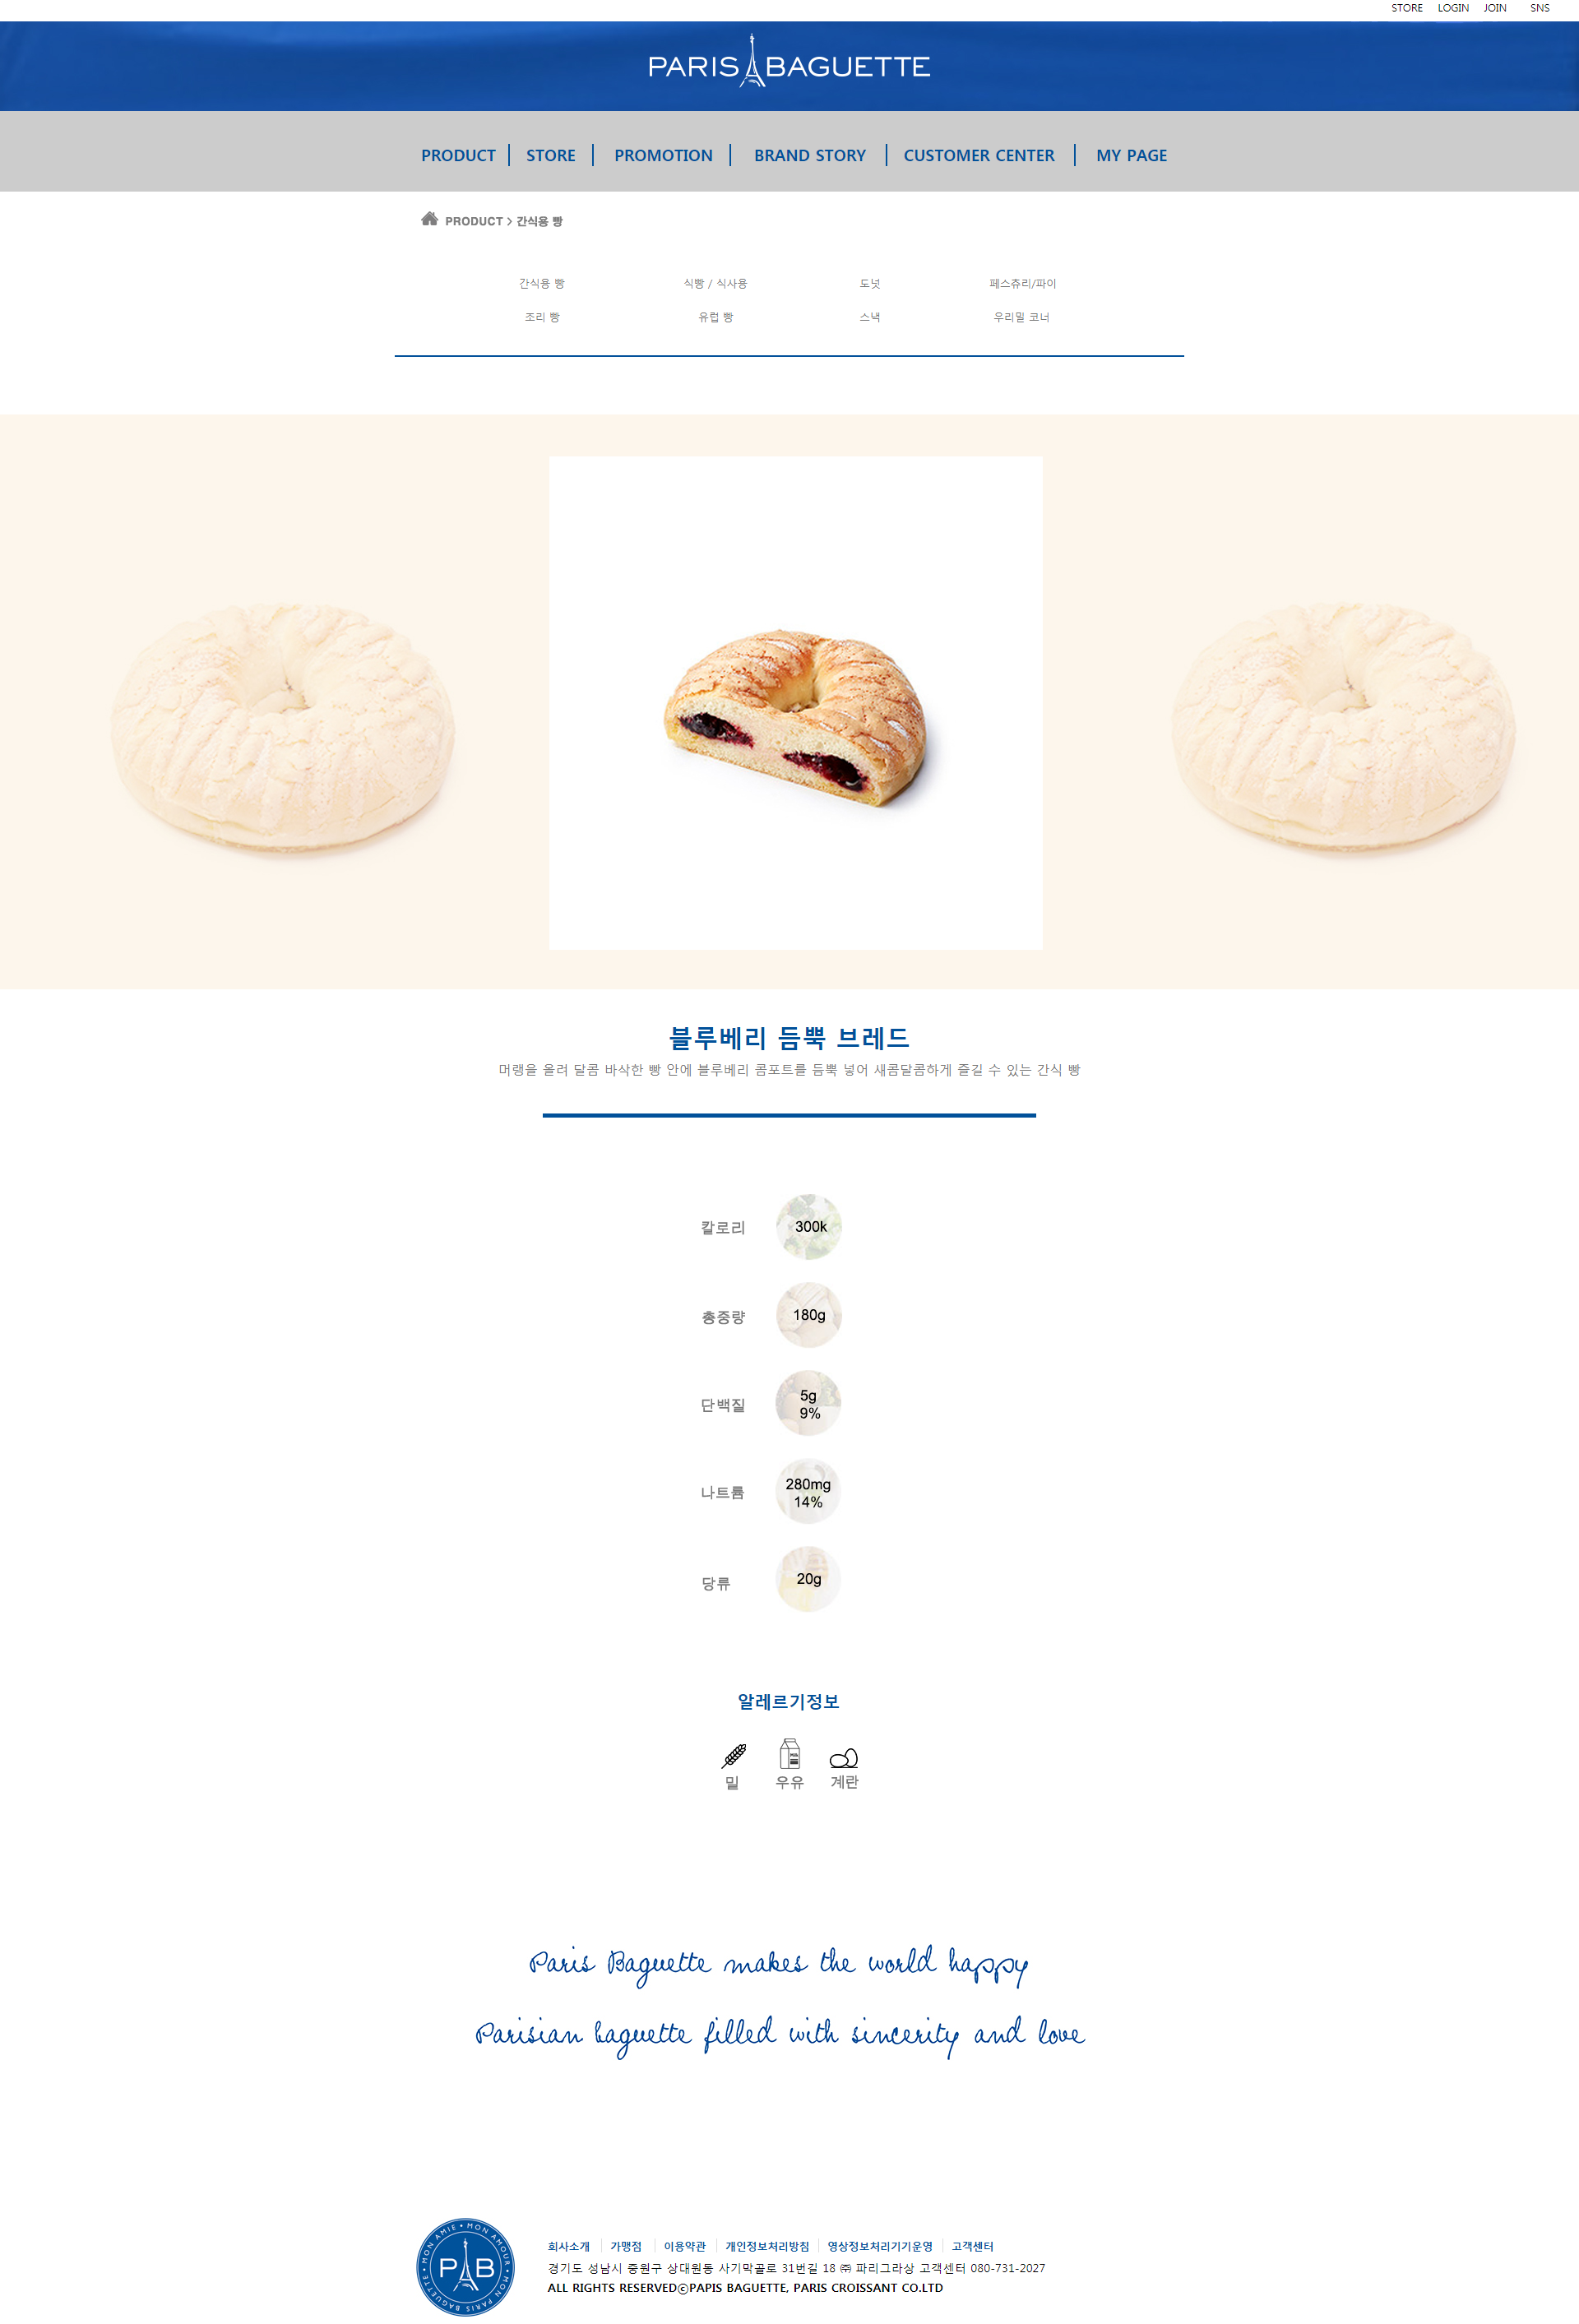 STORE LOGIN JOIN SNS
PARIS BAGUETTE
PRODUCT STORE PROMOTION BRAND STORY CUSTOMER CENTER MY PAGE
PRODUCT > 간식용 빵
간식용 빵 식빵 / 식사용 도넛 페스츄리/파이
조리 빵 유럽 빵 스낵 우리밀 코너
블루베리 듬뿍 브레드
머랭을 올려 달콤 바삭한 빵 안에 블루베리 콤포트를 듬뿍 넣어 새콤달콤하게 즐길 수 있는 간식 빵
칼로리 300k
총중량 180g
단백질 5g
9%
나트륨 280mg
14%
당류 20g
알레르기정보
밀 우유 계란
Paris Baguette makes the world happy
Parisian baguette filled with sincerity and love
MON AMIE • MON AMOUR • MON PARIS BAGUETTE •
PB
회사소개 가맹점 이용약관 개인정보처리방침 영상정보처리기기운영 고객센터
경기도 성남시 중원구 상대원동 사기막골로 31번길 18 ㈜ 파리그라상 고객센터 080-731-2027
ALL RIGHTS RESERVEDⓒPAPIS BAGUETTE, PARIS CROISSANT CO.LTD